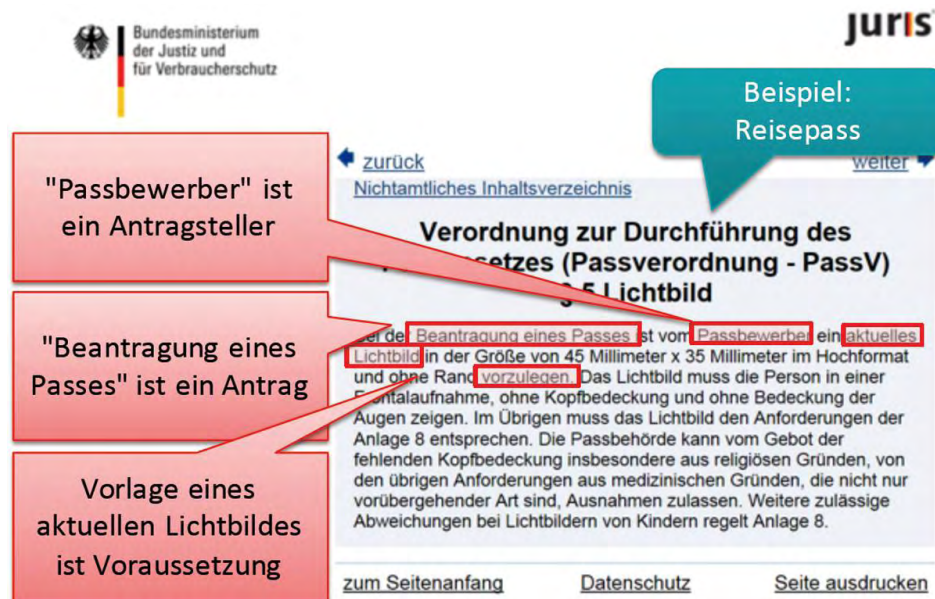 Bundesministerium
der Justiz und
für Verbraucherschutz
juris
Beispiel:
Reisepass
"Passbewerber" ist
ein Antragsteller
"Beantragung eines
Passes" ist ein Antrag
Vorlage eines
aktuellen Lichtbildes
ist Voraussetzung
zurück
weiter
Nichtamtliches Inhaltsverzeichnis
Verordnung zur Durchführung des
setzes (Passverordnung - PassV)
5 Lichtbild
der Beantragung eines Passes ist vom Passbewerber ein aktuelles
Lichtbild in der Größe von 45 Millimeter x 35 Millimeter im Hochformat
und ohne Rand vorzulegen. Das Lichtbild muss die Person in einer
Frontalaufnahme, ohne Kopfbedeckung und ohne Bedeckung der
Augen zeigen. Im Übrigen muss das Lichtbild den Anforderungen der
Anlage 8 entsprechen. Die Passbehörde kann vom Gebot der
fehlenden Kopfbedeckung insbesondere aus religiösen Gründen, von
den übrigen Anforderungen aus medizinischen Gründen, die nicht nur
vorübergehender Art sind, Ausnahmen zulassen. Weitere zulässige
Abweichungen bei Lichtbildern von Kindern regelt Anlage 8.
zum Seitenanfang
Datenschutz
Seite ausdrucken